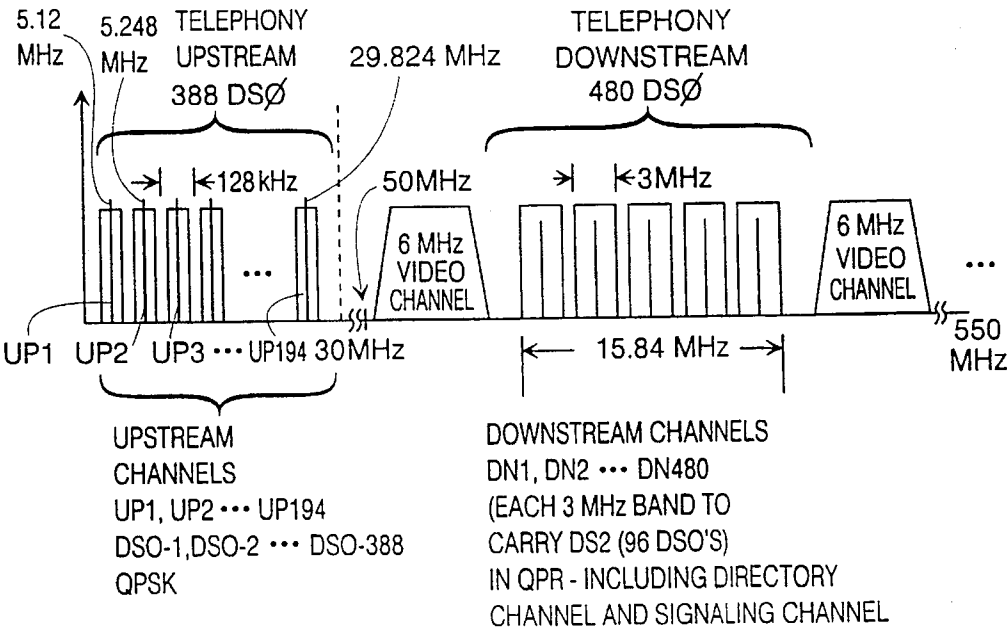 5.12
MHz
5.248
MHz
TELEPHONY
UPSTREAM
388 DSØ
29.824 MHz
TELEPHONY
DOWNSTREAM
480 DSØ
128kHz
50MHz
3MHz
6 MHz
VIDEO
CHANNEL
6 MHz
VIDEO
CHANNEL
•••
•••
UP1 UP2 UP3 ••• UP194 30MHz
15.84 MHz
550
MHz
UPSTREAM
CHANNELS
UP1, UP2 ••• UP194
DSO-1,DSO-2 ••• DSO-388
QPSK
DOWNSTREAM CHANNELS
DN1, DN2 ••• DN480
(EACH 3 MHz BAND TO
CARRY DS2 (96 DSO'S)
IN QPR - INCLUDING DIRECTORY
CHANNEL AND SIGNALING CHANNEL